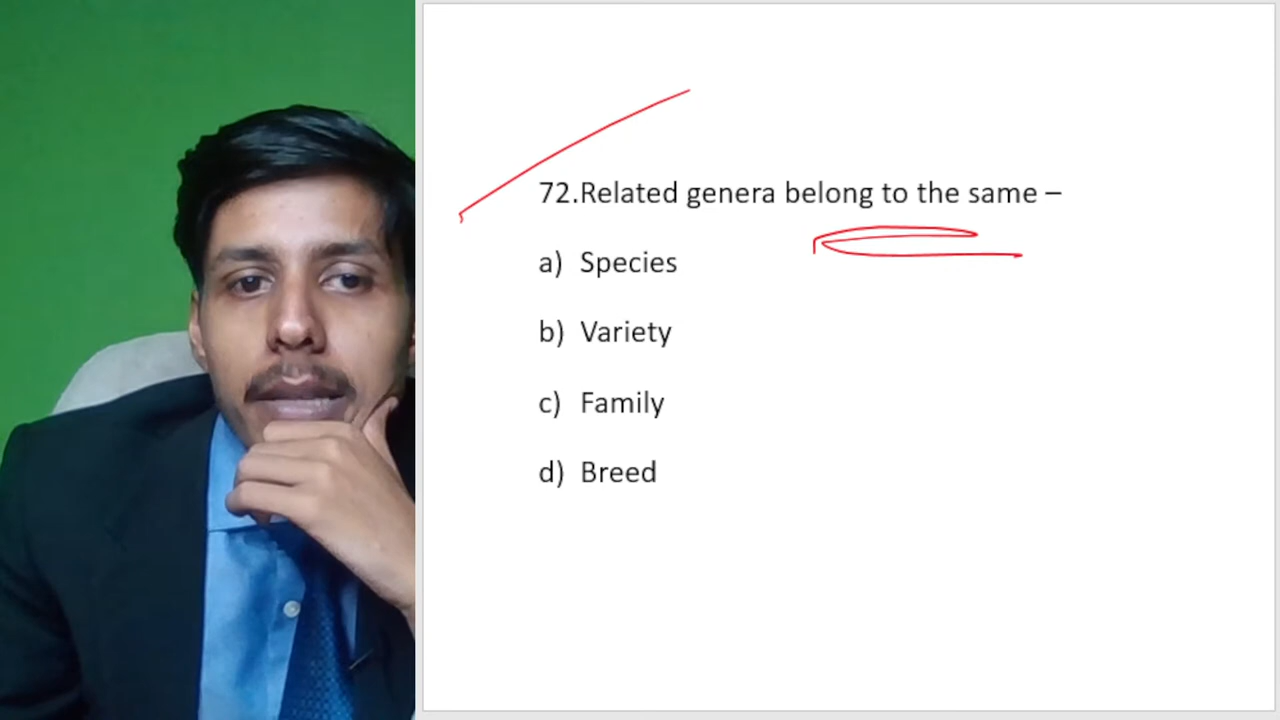 72.Related genera belong to the same –
a) Species
b) Variety
c) Family
d) Breed